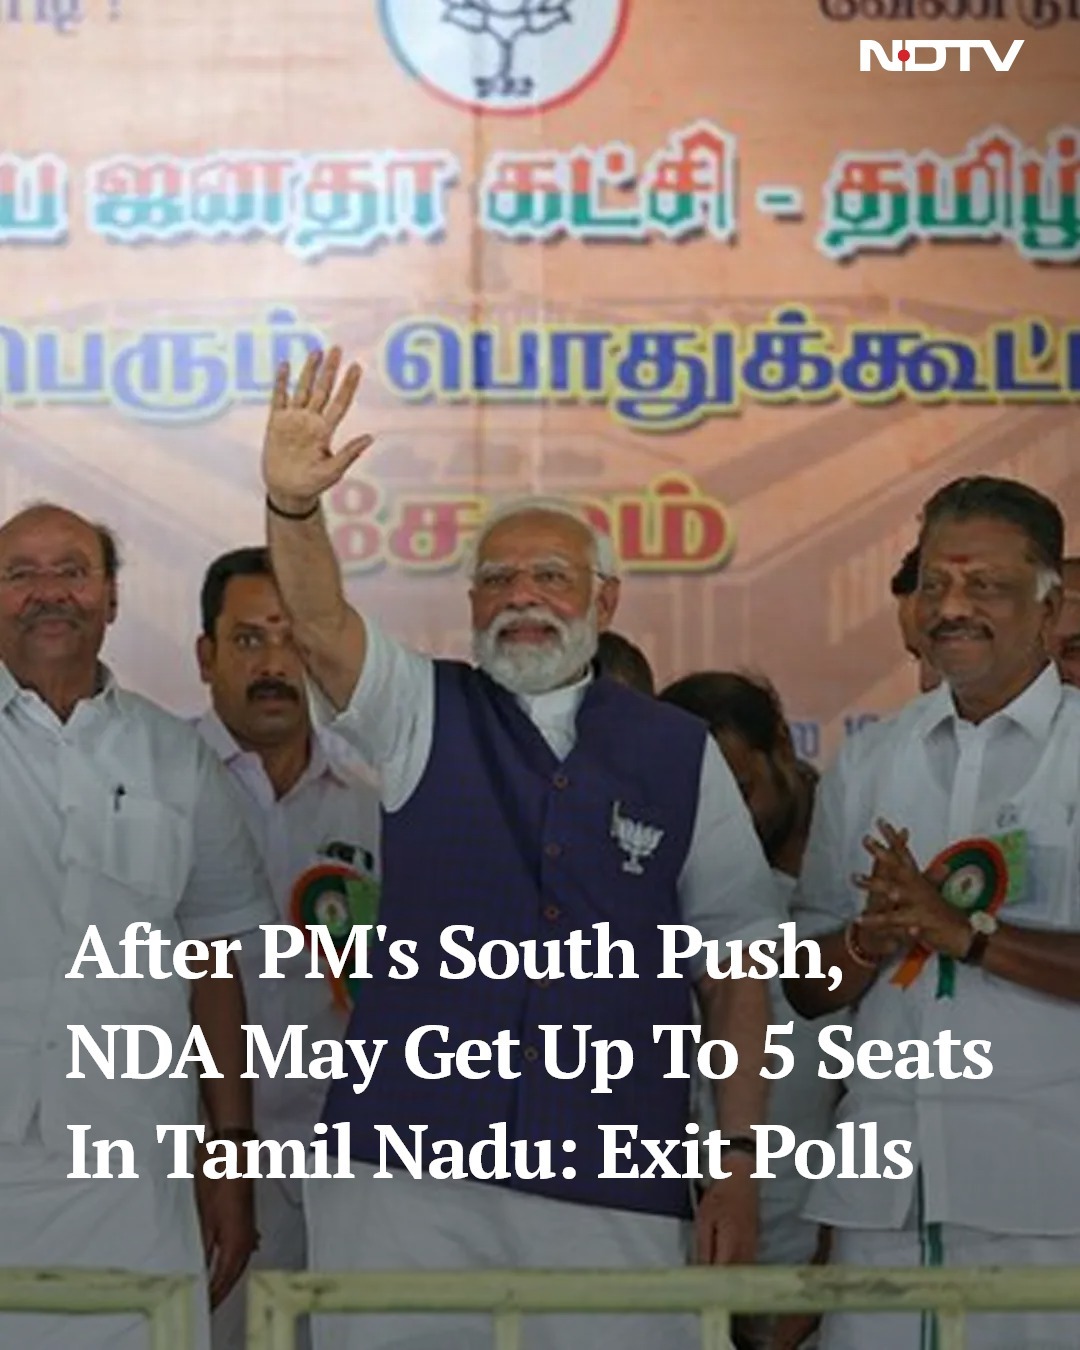 NDTV
ஜனதா கட்சி - தமிழ்
பெரும் பொதுக்கூட்
After PM's South Push,
NDA May Get Up To 5 Seats
In Tamil Nadu: Exit Polls